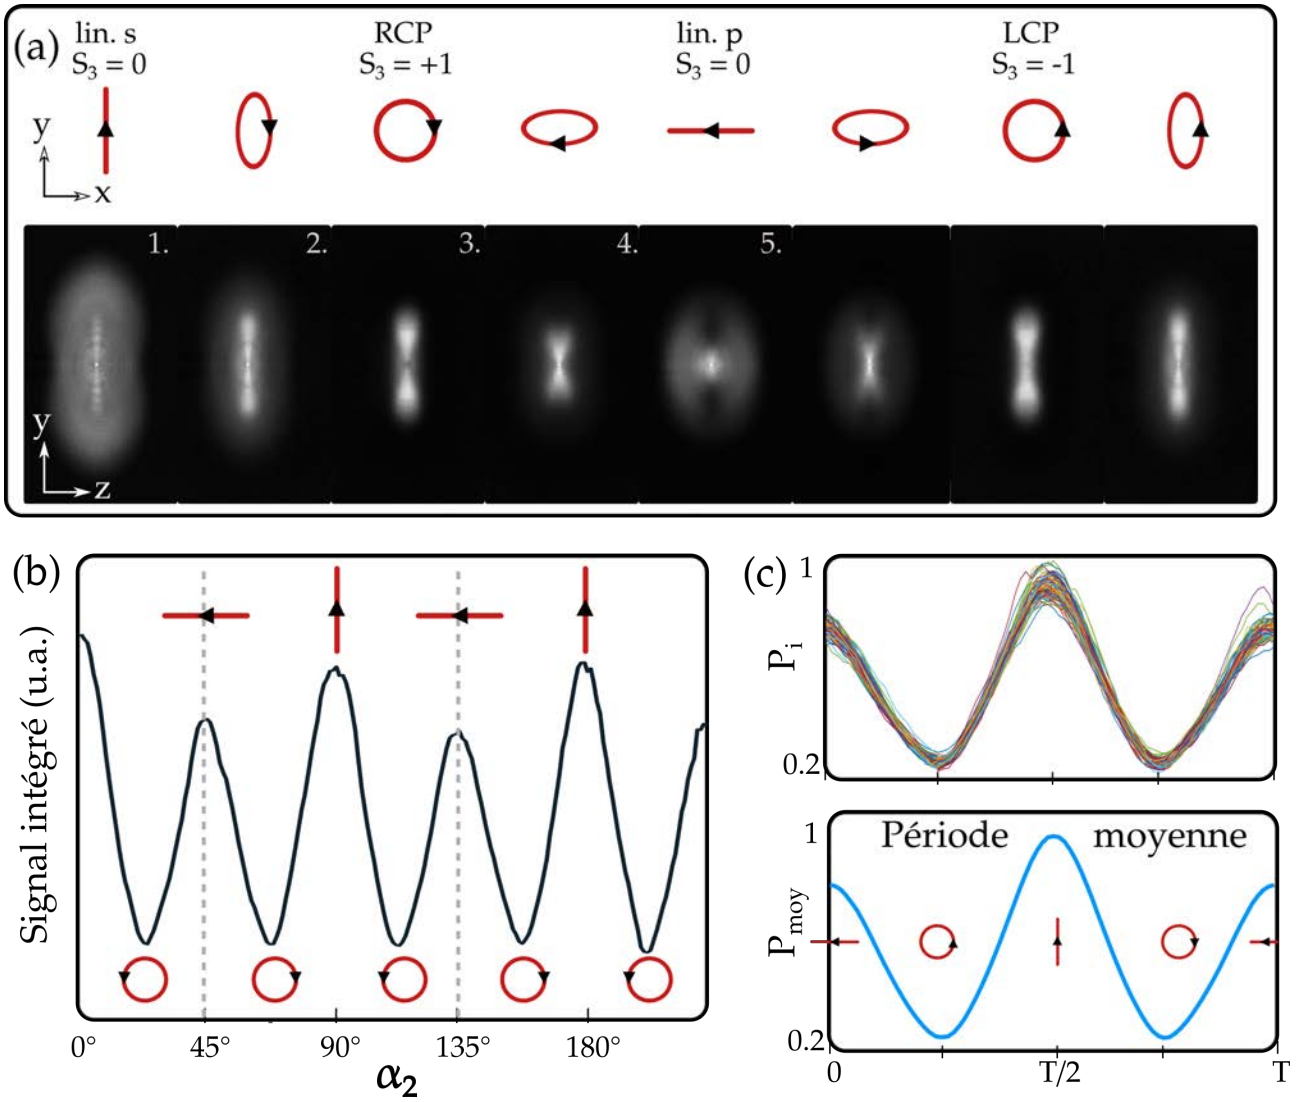 (a)
lin. s RCP lin. p LCP
S₃ = 0 S₃ = +1 S₃ = 0 S₃ = -1
y
x
1. 2. 3. 4. 5.
y
z
(b)
Signal intégré (u.a.)
0° 45° 90° 135° 180°
α₂
(c)
1
Pᵢ
0.2
Période moyenne
1
Pmoy
0.2
0 T/2 T